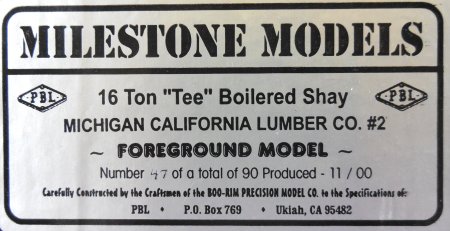 MILESTONE MODELS
PBL PBL
16 Ton "Tee" Boilered Shay
MICHIGAN CALIFORNIA LUMBER CO. #2
~ FOREGROUND MODEL ~
Number 47 of a total of 90 Produced - 11 / 00
Carefully Constructed by the Craftsmen of the BOO-RIM PRECISION MODEL CO. to the Specifications of:
PBL • P.O. Box 769 • Ukiah, CA 95482